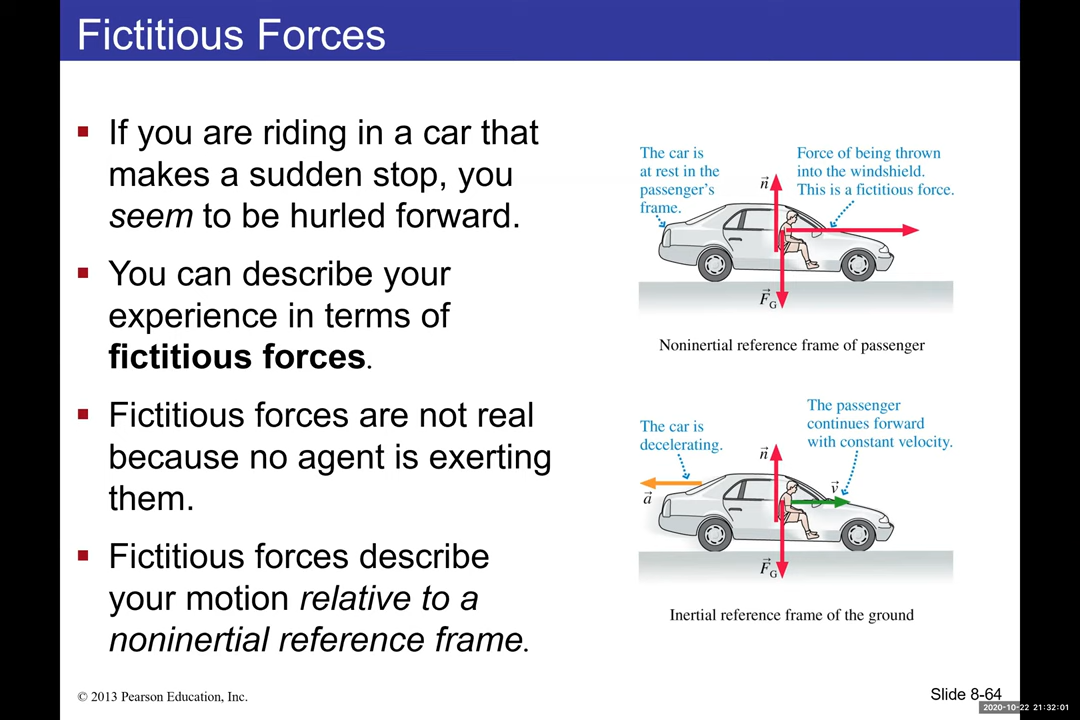 Fictitious Forces
If you are riding in a car that
makes a sudden stop, you
seem to be hurled forward.
You can describe your
experience in terms of
fictitious forces.
Fictitious forces are not real
because no agent is exerting
them.
Fictitious forces describe
your motion relative to a
noninertial reference frame.
The car is
at rest in the
passenger's
frame.
n
Force of being thrown
into the windshield.
This is a fictitious force.
FG
Noninertial reference frame of passenger
The car is
decelerating.
a
n
The passenger
continues forward
with constant velocity.
v
FG
Inertial reference frame of the ground
© 2013 Pearson Education, Inc.
Slide 8-64
2020-10-22 21:32:01